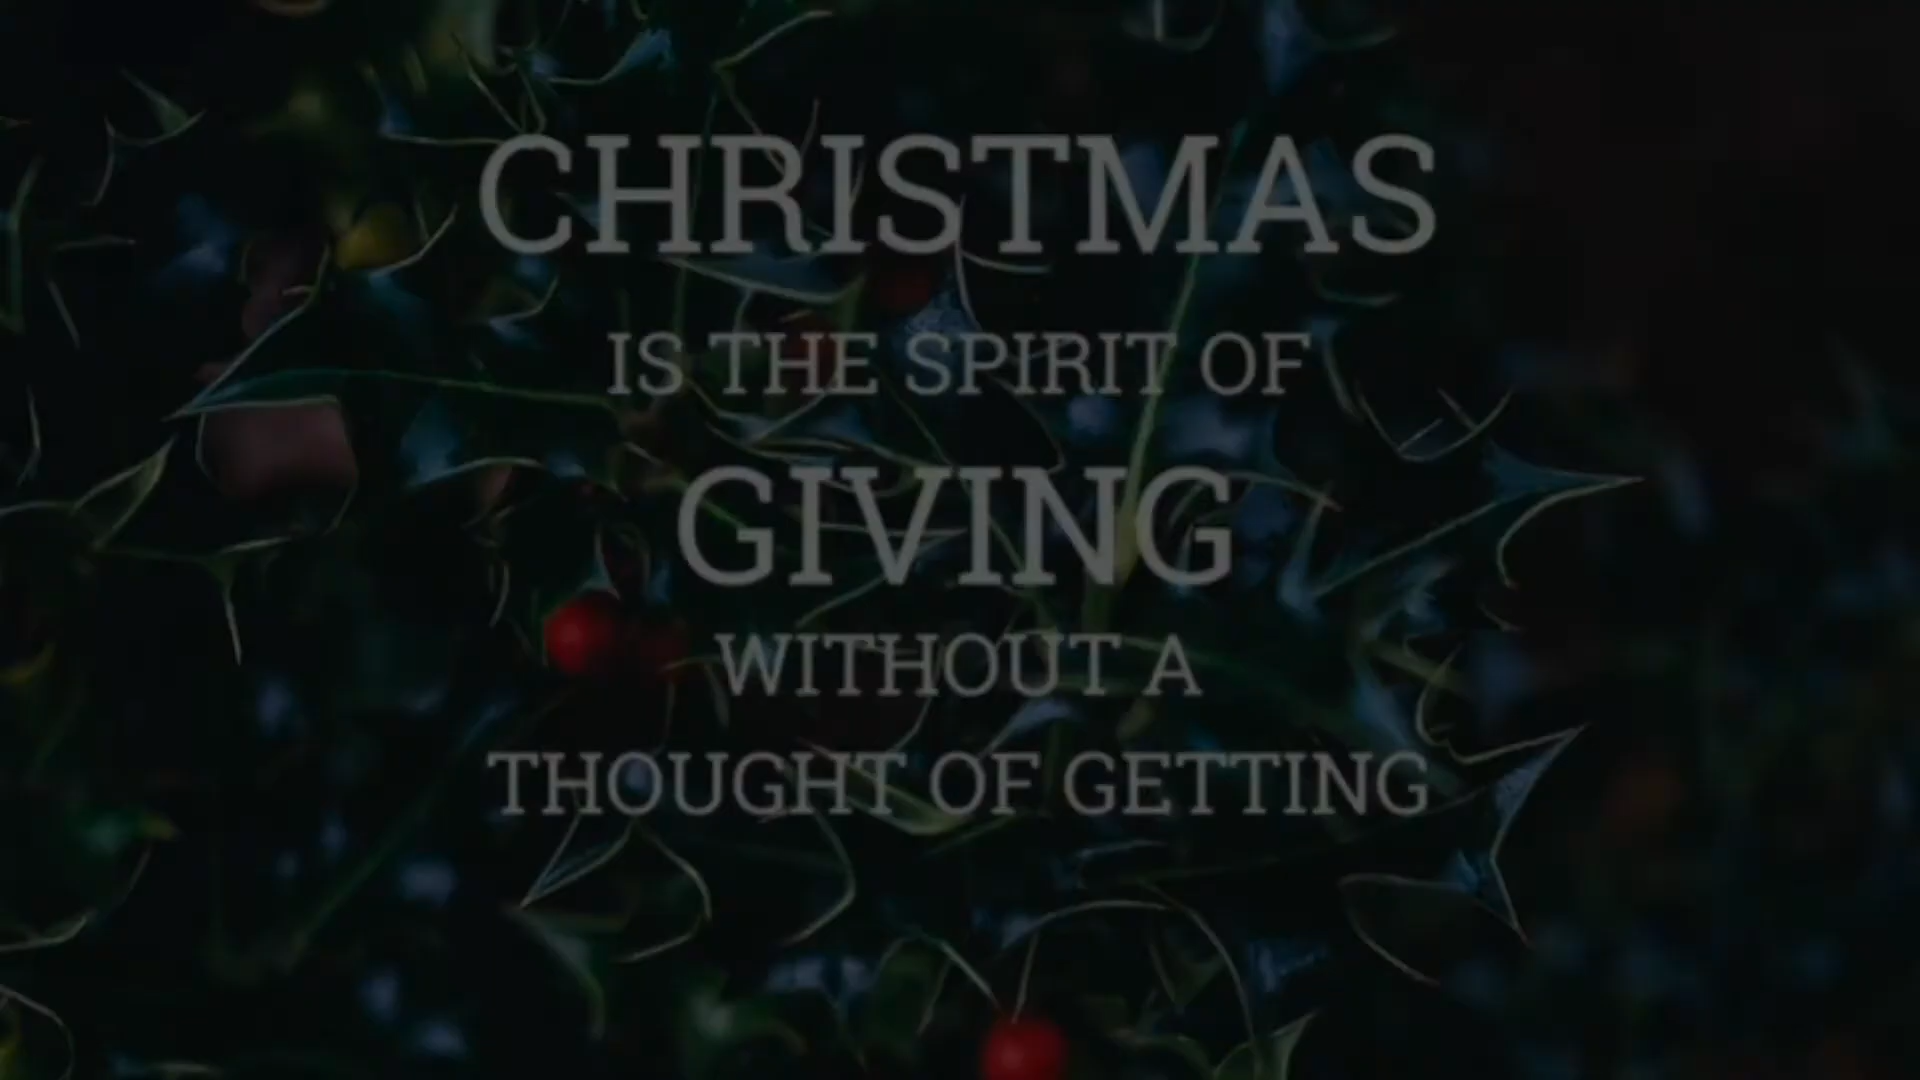 CHRISTMAS
IS THE SPIRIT OF
GIVING
WITHOUT A
THOUGHT OF GETTING